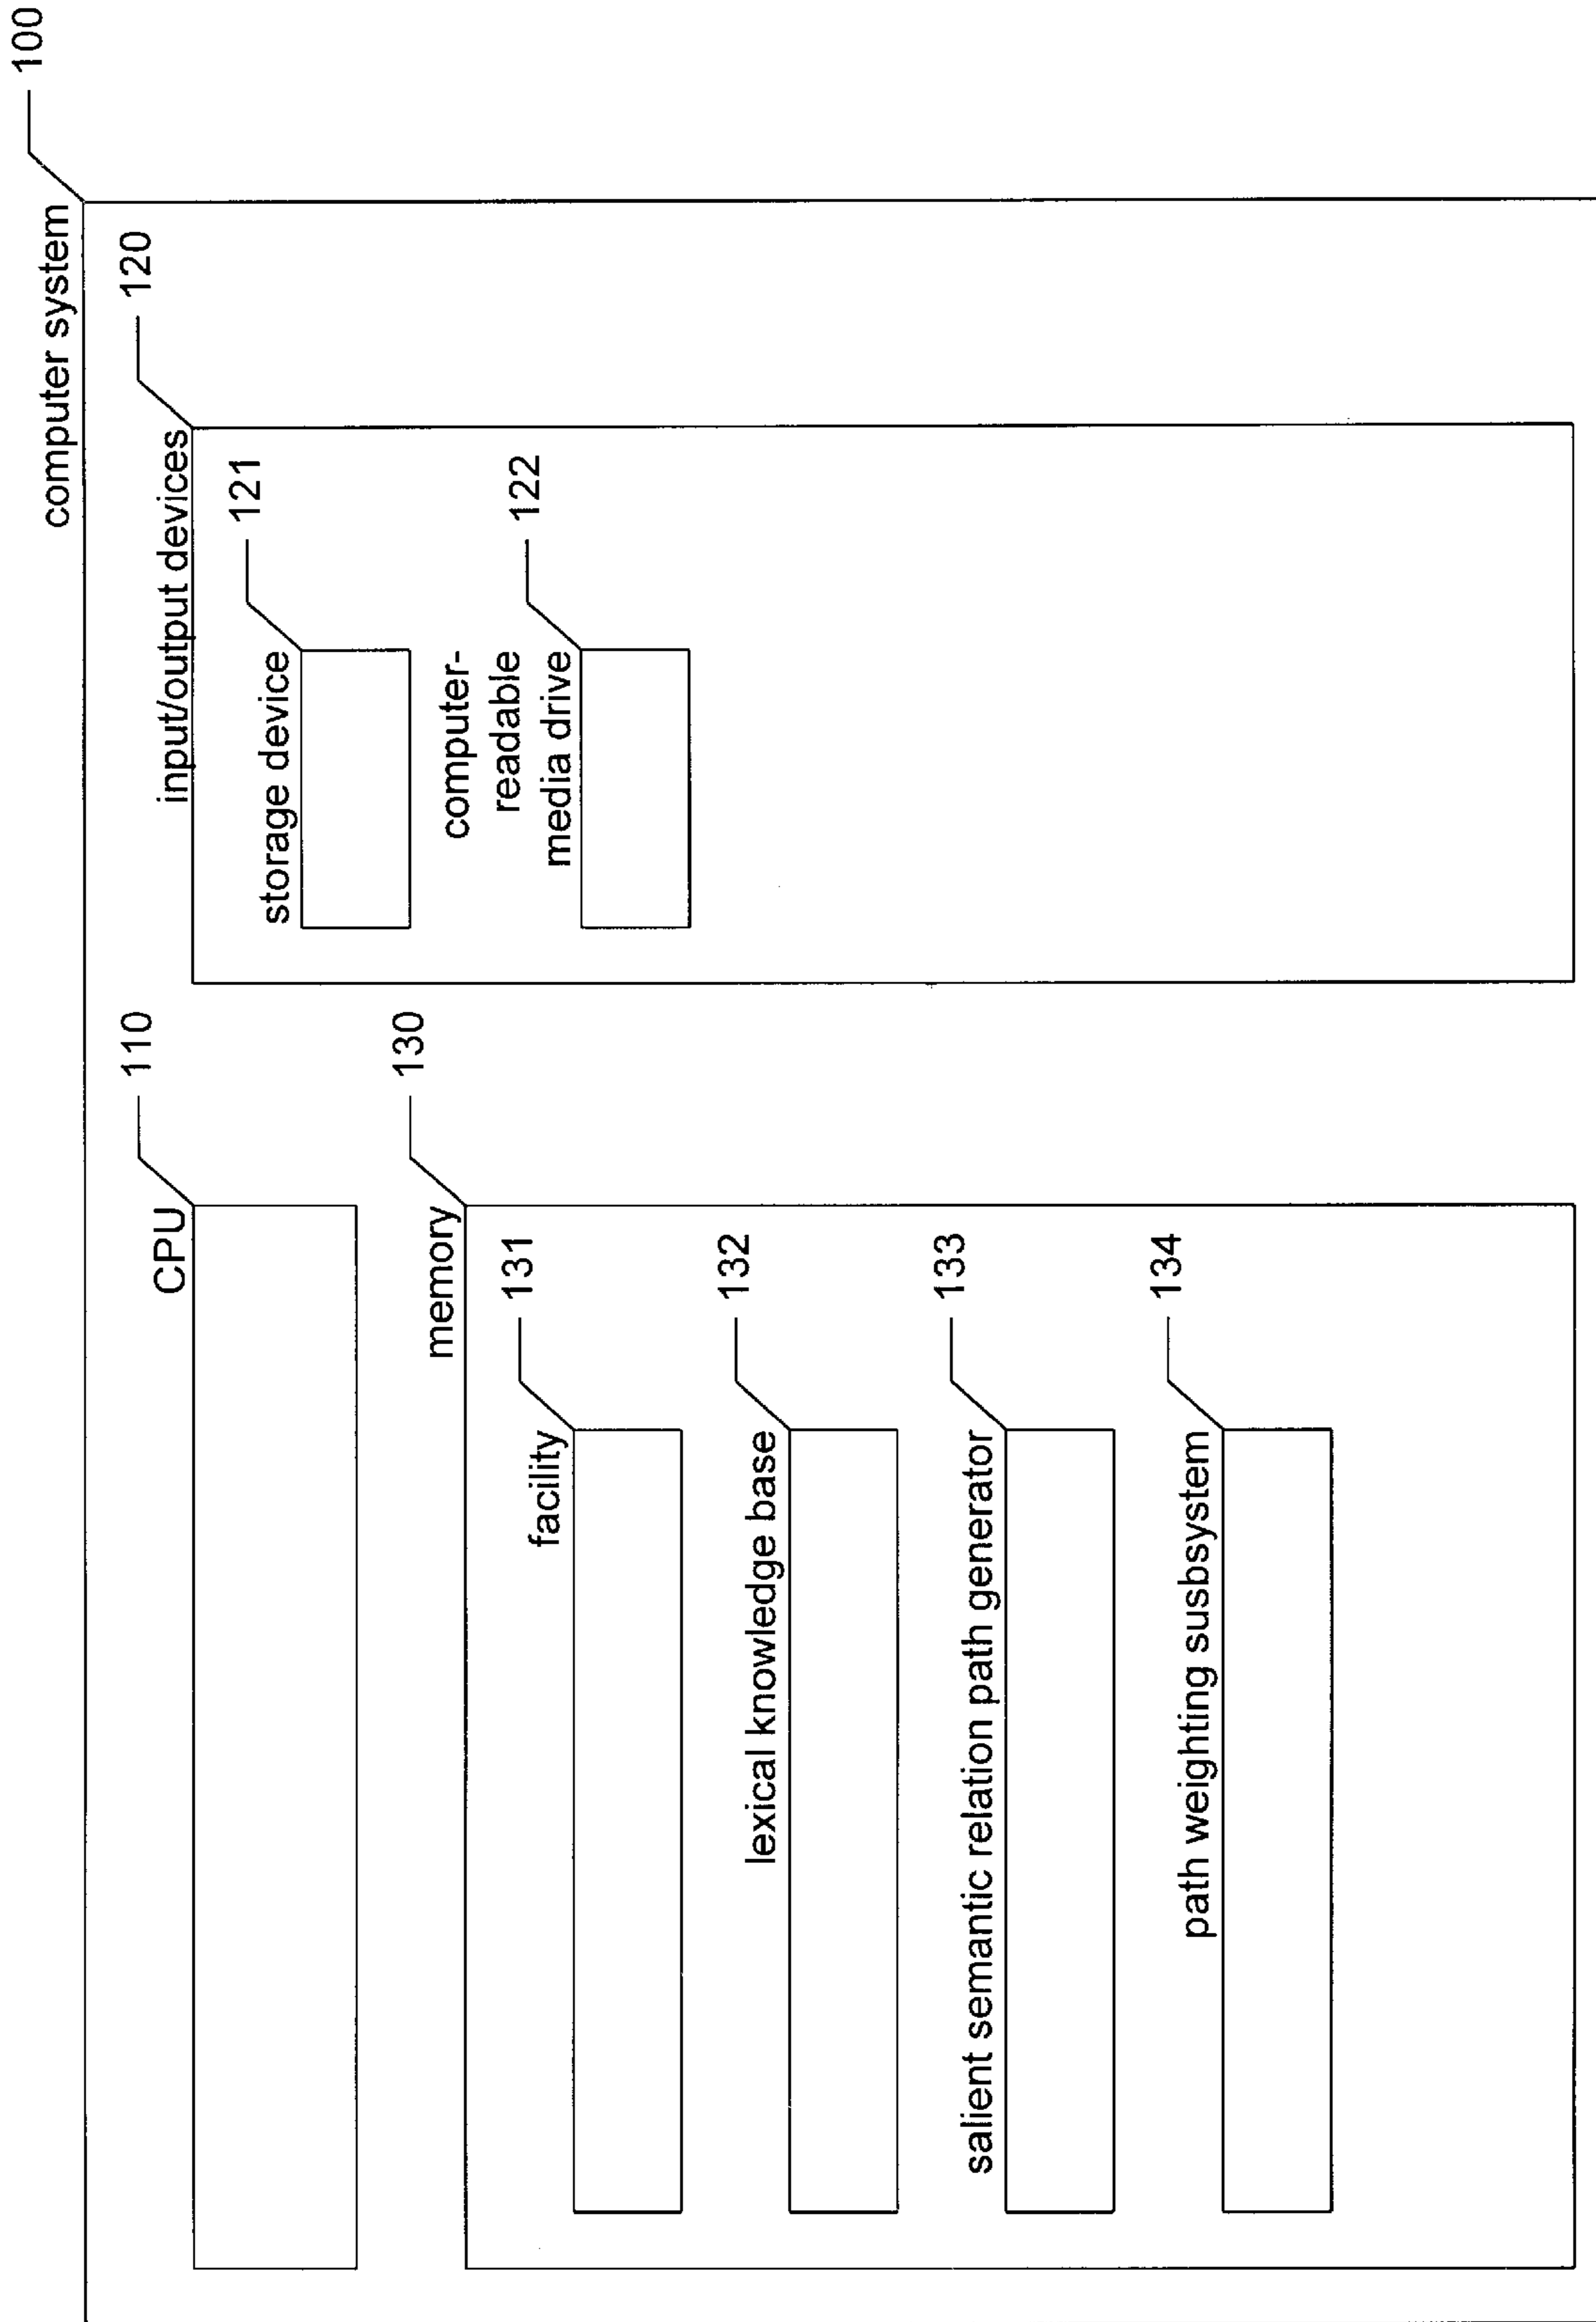 100
computer system
110
CPU
120
input/output devices
121
storage device
computer-
readable
media drive
122
130
memory
131
facility
132
lexical knowledge base
133
salient semantic relation path generator
134
path weighting susbsystem